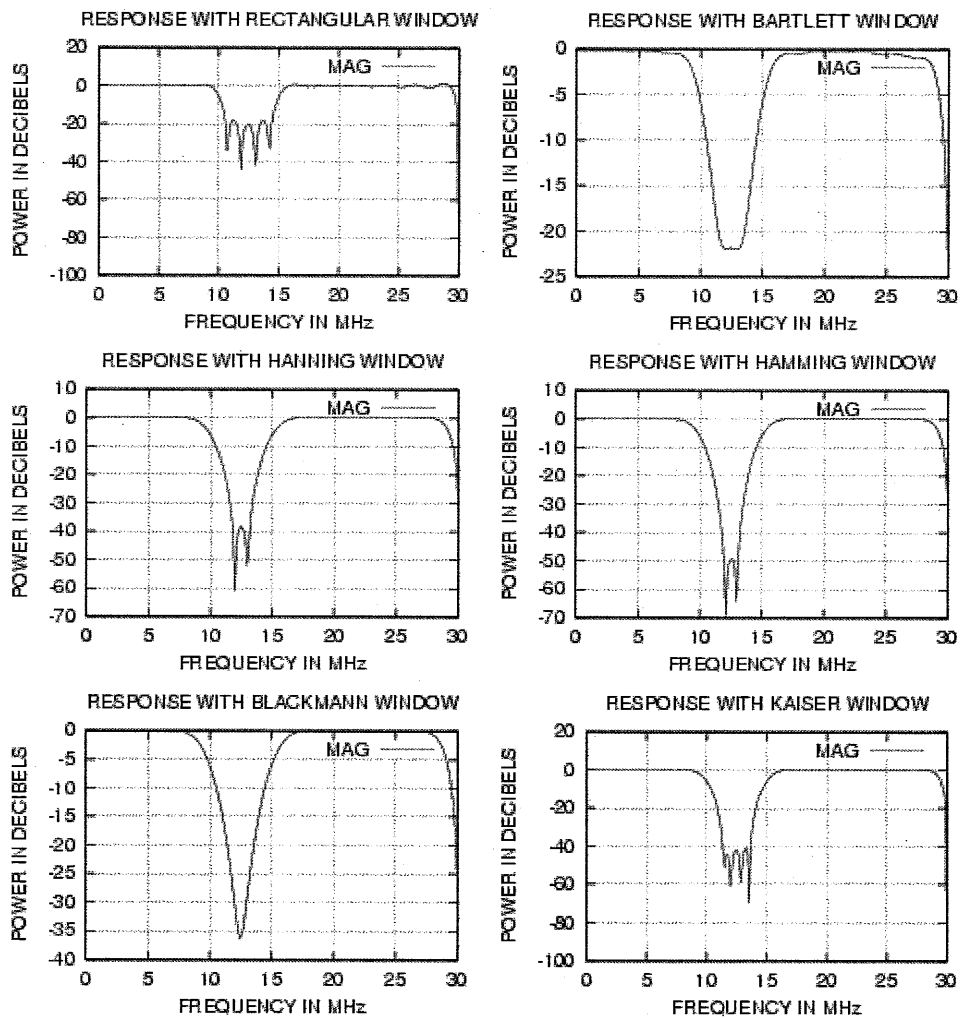 RESPONSE WITH RECTANGULAR WINDOW
20
0
-20
-40
-60
-80
-100
POWER IN DECIBELS
MAG
0 5 10 15 20 25 30
FREQUENCY IN MHz
RESPONSE WITH BARTLETT WINDOW
0
-5
-10
-15
-20
-25
POWER IN DECIBELS
MAG
0 5 10 15 20 25 30
FREQUENCY IN MHz
RESPONSE WITH HANNING WINDOW
10
0
-10
-20
-30
-40
-50
-60
-70
POWER IN DECIBELS
MAG
0 5 10 15 20 25 30
FREQUENCY IN MHz
RESPONSE WITH HAMMING WINDOW
10
0
-10
-20
-30
-40
-50
-60
-70
POWER IN DECIBELS
MAG
0 5 10 15 20 25 30
FREQUENCY IN MHz
RESPONSE WITH BLACKMANN WINDOW
0
-5
-10
-15
-20
-25
-30
-35
-40
POWER IN DECIBELS
MAG
0 5 10 15 20 25 30
FREQUENCY IN MHz
RESPONSE WITH KAISER WINDOW
20
0
-20
-40
-60
-80
-100
POWER IN DECIBELS
MAG
0 5 10 15 20 25 30
FREQUENCY IN MHz